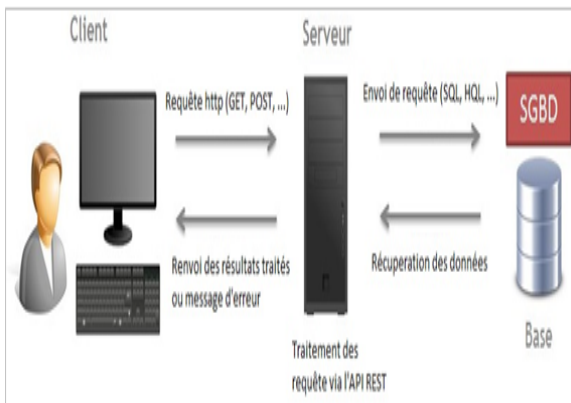 Client
Serveur
Requête http (GET, POST, ...)
Envoi de requête (SQL, HQL, ...)
SGBD
Renvoi des résultats traités
ou message d'erreur
Récupération des données
Base
Traitement des
requête via l'API REST